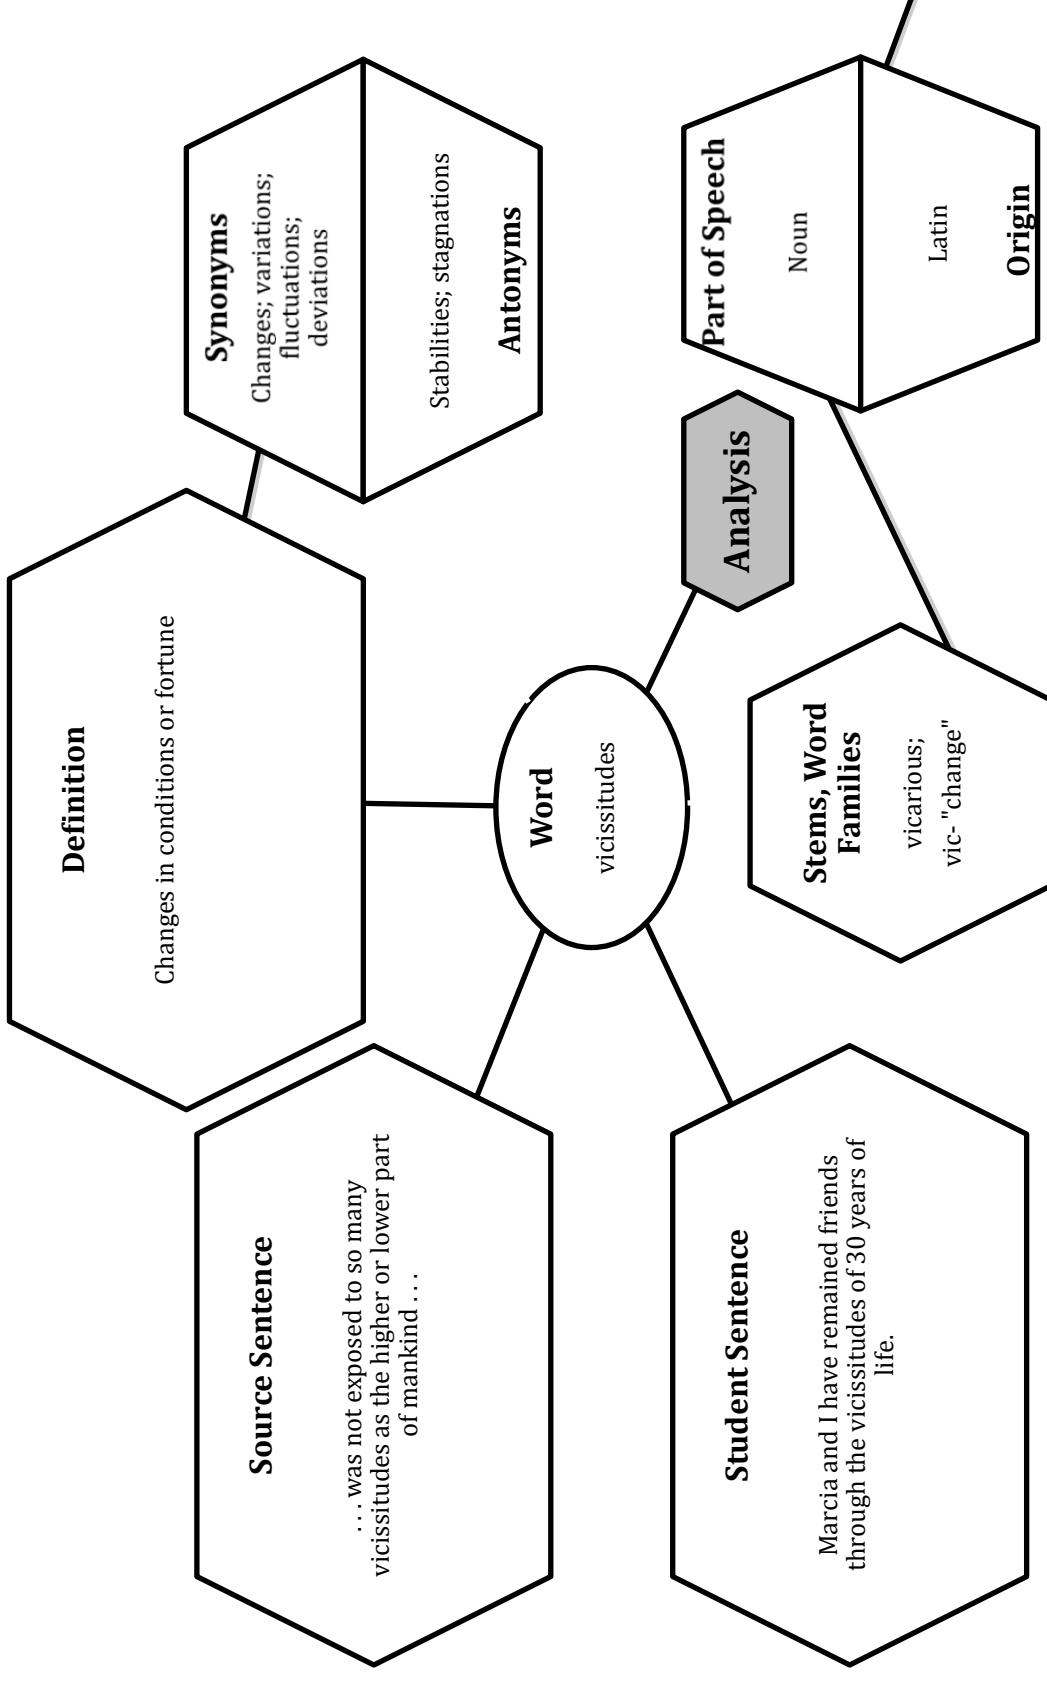 Definition
Changes in conditions or fortune
Synonyms
Changes; variations;
fluctuations;
deviations
Stabilities; stagnations
Antonyms
Source Sentence
. . . was not exposed to so many
vicissitudes as the higher or lower part
of mankind . . .
Word
vicissitudes
Analysis
Part of Speech
Noun
Latin
Origin
Student Sentence
Marcia and I have remained friends
through the vicissitudes of 30 years of
life.
Stems, Word
Families
vicarious;
vic- "change"